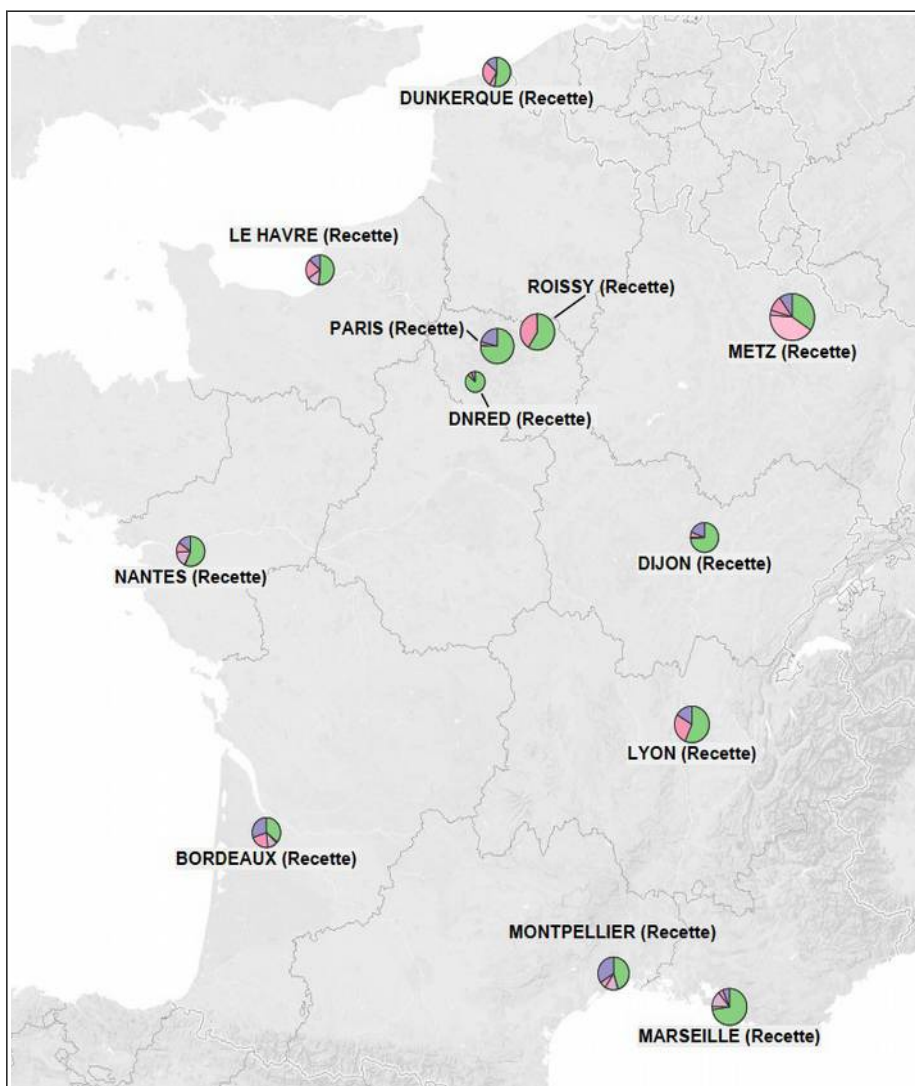 DUNKERQUE (Recette)
LE HAVRE (Recette)
ROISSY (Recette)
PARIS (Recette)
METZ (Recette)
DNRED (Recette)
DIJON (Recette)
NANTES (Recette)
LYON (Recette)
BORDEAUX (Recette)
MONTPELLIER (Recette)
MARSEILLE (Recette)